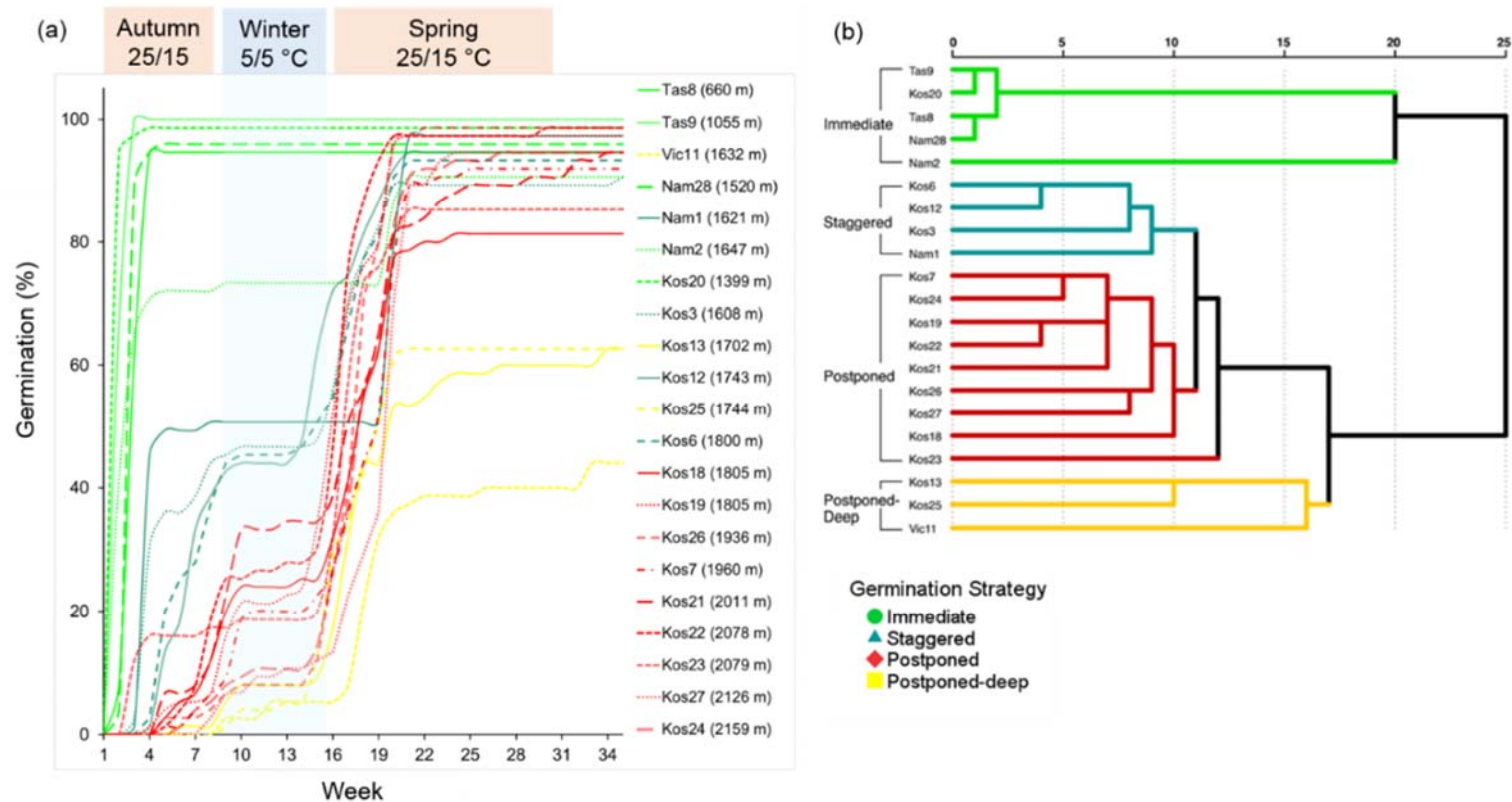 (a)
Autumn
25/15
Winter
5/5 °C
Spring
25/15 °C
Germination (%)
100
80
60
40
20
0
1 4 7 10 13 16 19 22 25 28 31 34
Week
Tas8 (660 m)
Tas9 (1055 m)
Vic11 (1632 m)
Nam28 (1520 m)
Nam1 (1621 m)
Nam2 (1647 m)
Kos20 (1399 m)
Kos3 (1608 m)
Kos13 (1702 m)
Kos12 (1743 m)
Kos25 (1744 m)
Kos6 (1800 m)
Kos18 (1805 m)
Kos19 (1805 m)
Kos26 (1936 m)
Kos7 (1960 m)
Kos21 (2011 m)
Kos22 (2078 m)
Kos23 (2079 m)
Kos27 (2126 m)
Kos24 (2159 m)
(b)
0 5 10 15 20 25
Immediate
Tas9
Kos20
Tas8
Nam28
Nam2
Staggered
Kos6
Kos12
Kos3
Nam1
Postponed
Kos7
Kos24
Kos19
Kos22
Kos21
Kos26
Kos27
Kos18
Kos23
Postponed-
Deep
Kos13
Kos25
Vic11
Germination Strategy
Immediate
Staggered
Postponed
Postponed-deep